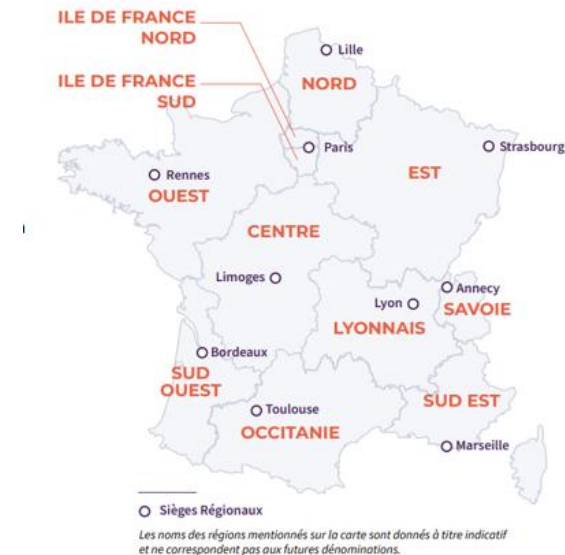 ILE DE FRANCE
NORD
Lille
ILE DE FRANCE
SUD
NORD
Paris
Strasbourg
Rennes
OUEST
EST
CENTRE
Limoges
Annecy
Lyon
SAVOIE
LYONNAIS
Bordeaux
SUD
OUEST
SUD EST
Toulouse
OCCITANIE
Marseille
Sièges Régionaux
Les noms des régions mentionnés sur la carte sont donnés à titre indicatif
et ne correspondent pas aux futures dénominations.